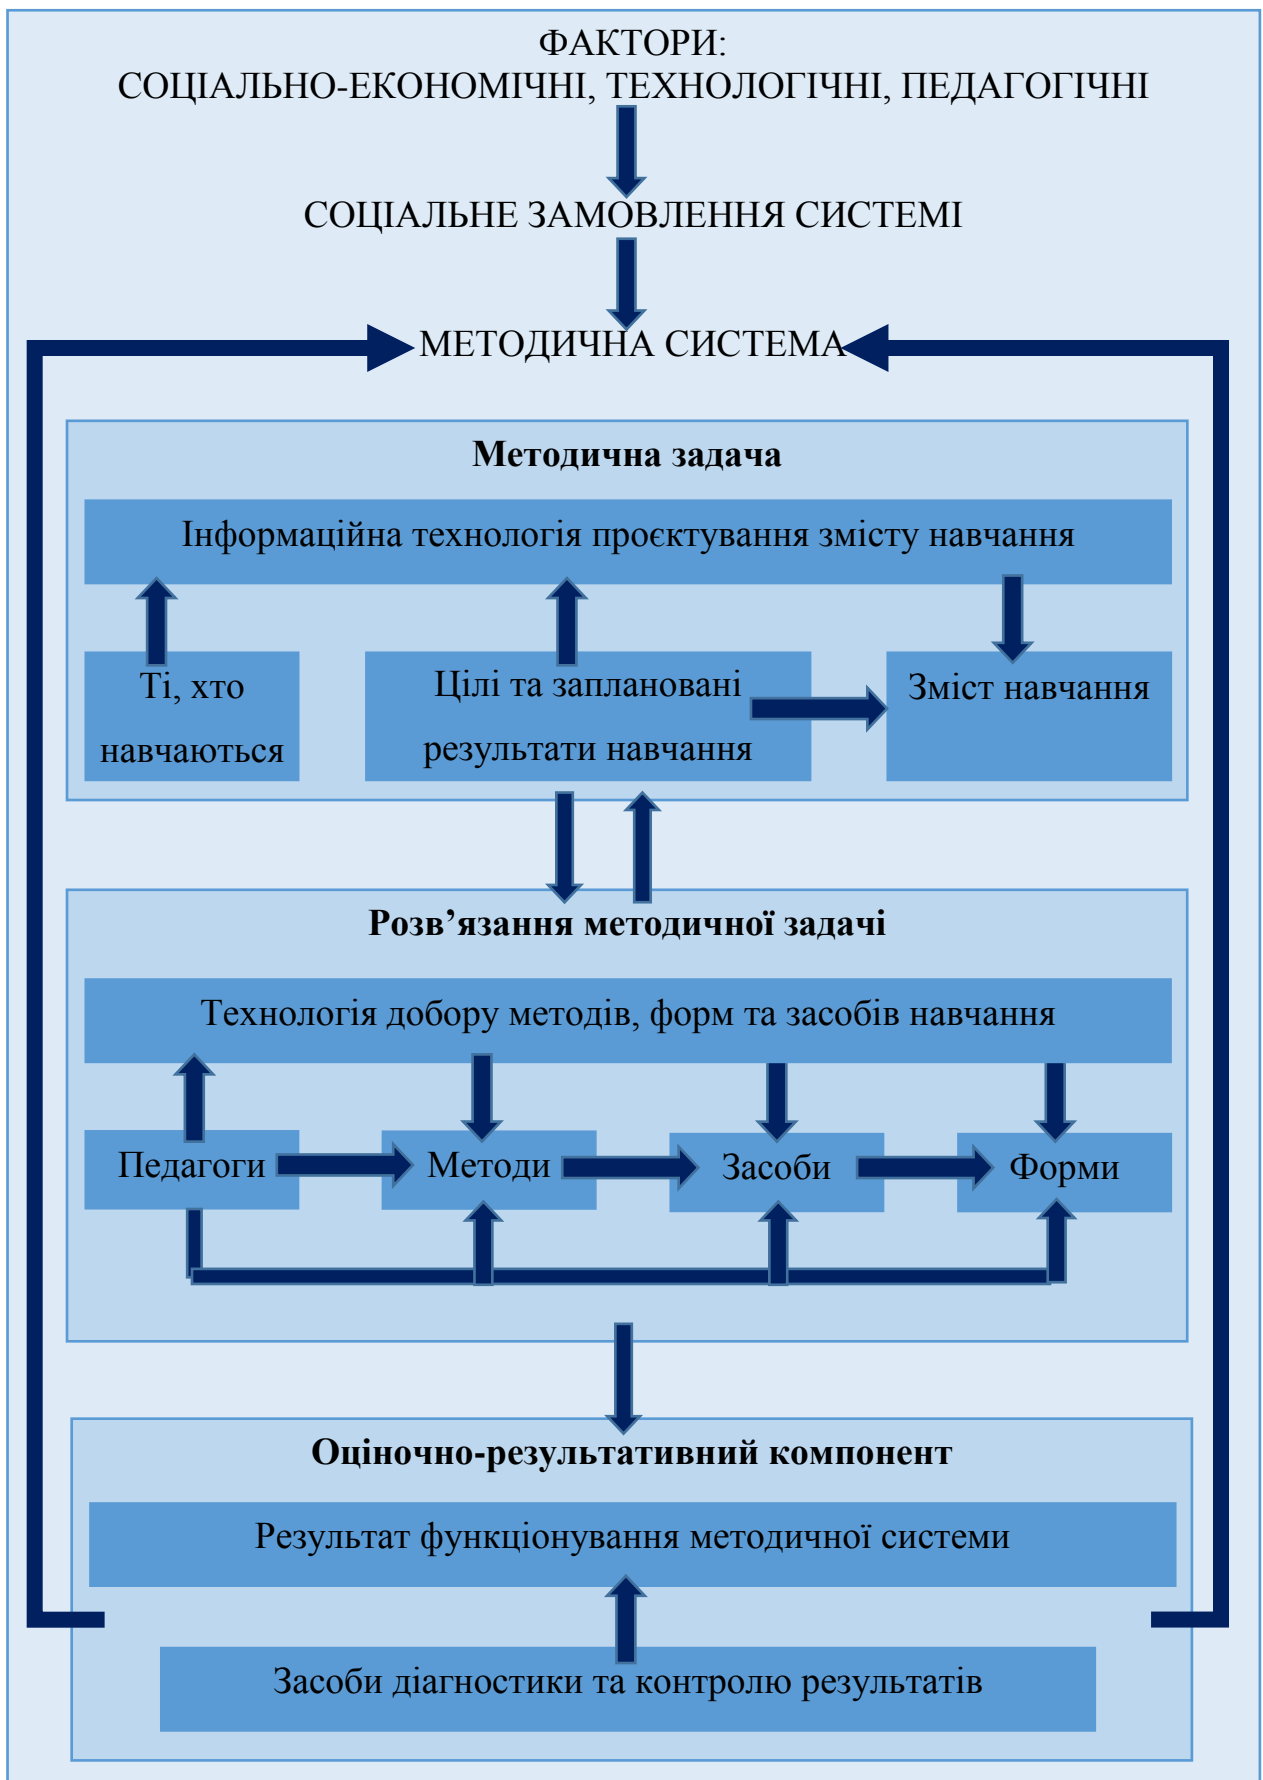 ФАКТОРИ:
СОЦІАЛЬНО-ЕКОНОМІЧНІ, ТЕХНОЛОГІЧНІ, ПЕДАГОГІЧНІ
СОЦІАЛЬНЕ ЗАМОВЛЕННЯ СИСТЕМІ
МЕТОДИЧНА СИСТЕМА
Методична задача
Інформаційна технологія проєктування змісту навчання
Ті, хто
навчаються
Цілі та заплановані
результати навчання
Зміст навчання
Розв’язання методичної задачі
Технологія добору методів, форм та засобів навчання
Педагоги
Методи
Засоби
Форми
Оціночно-результативний компонент
Результат функціонування методичної системи
Засоби діагностики та контролю результатів